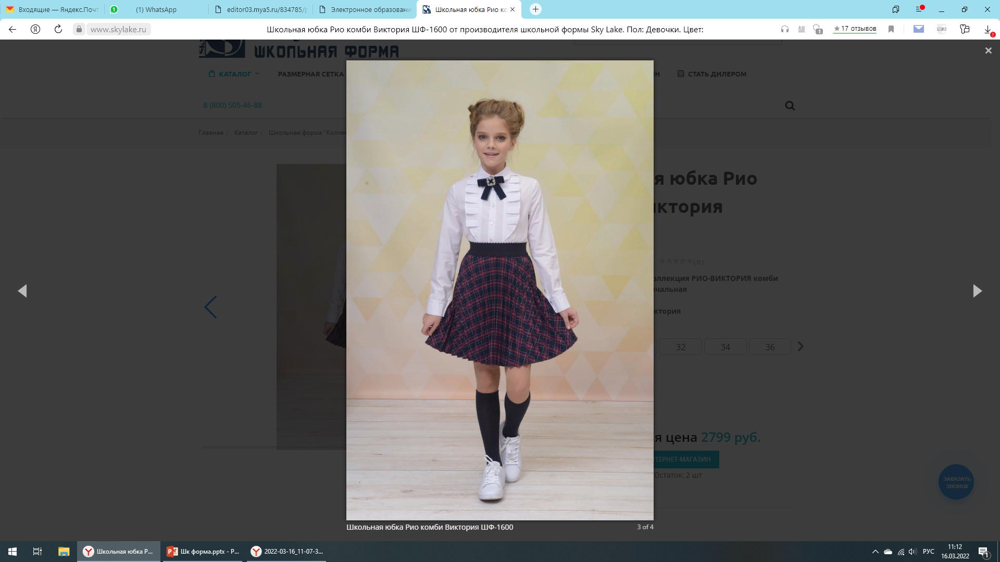 Входящие — Яндекс.Почт
(1) WhatsApp
editor03.mya5.ru/834785/p
Электронное образовани
Школьная юбка Рио ко
www.skylake.ru
Школьная юбка Рио комби Виктория ШФ-1600 от производителя школьной формы Sky Lake. Пол: Девочки. Цвет:
1
★ 17 отзывов
ШКОЛЬНАЯ ФОРМА
КАТАЛОГ
РАЗМЕРНАЯ СЕТКА
Н
СТАТЬ ДИЛЕРОМ
8 (800) 505-46-88
Главная / Каталог / Школьная форма "Коллек
я юбка Рио
ктория
( 0 )
оллекция РИО-ВИКТОРИЯ комби
чальная
ктория
32 34 36
я цена 2799 руб.
ТЕРНЕТ-МАГАЗИН
Остаток: 2 шт
ЗАКАЗАТЬ
ЗВОНОК
Школьная юбка Рио комби Виктория ШФ-1600
3 of 4
Школьная юбка Р...
Шк форма.pptx - P...
2022-03-16_11-07-3...
РУС
11:12
16.03.2022
1